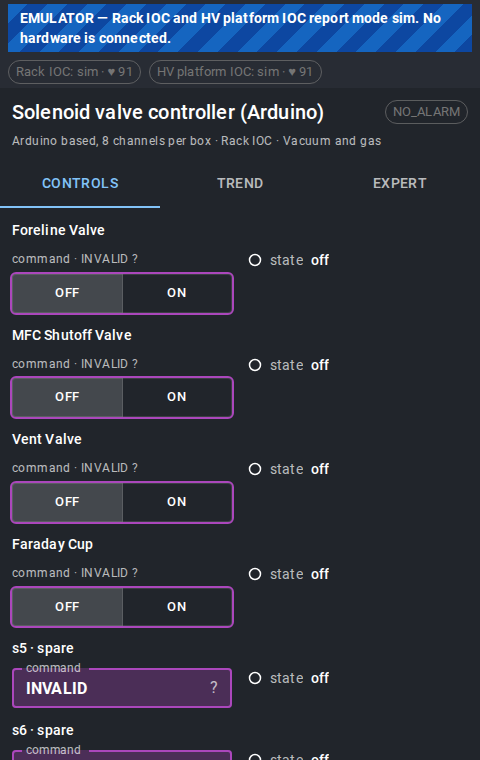 EMULATOR — Rack IOC and HV platform IOC report mode sim. No
hardware is connected.
Rack IOC: sim · ♥ 91
HV platform IOC: sim · ♥ 91
Solenoid valve controller (Arduino)
NO_ALARM
Arduino based, 8 channels per box · Rack IOC · Vacuum and gas
CONTROLS
TREND
EXPERT
Foreline Valve
command · INVALID ?
state off
OFF
ON
MFC Shutoff Valve
command · INVALID ?
state off
OFF
ON
Vent Valve
command · INVALID ?
state off
OFF
ON
Faraday Cup
command · INVALID ?
state off
OFF
ON
s5 · spare
command
INVALID ?
state off
s6 · spare
command
state off